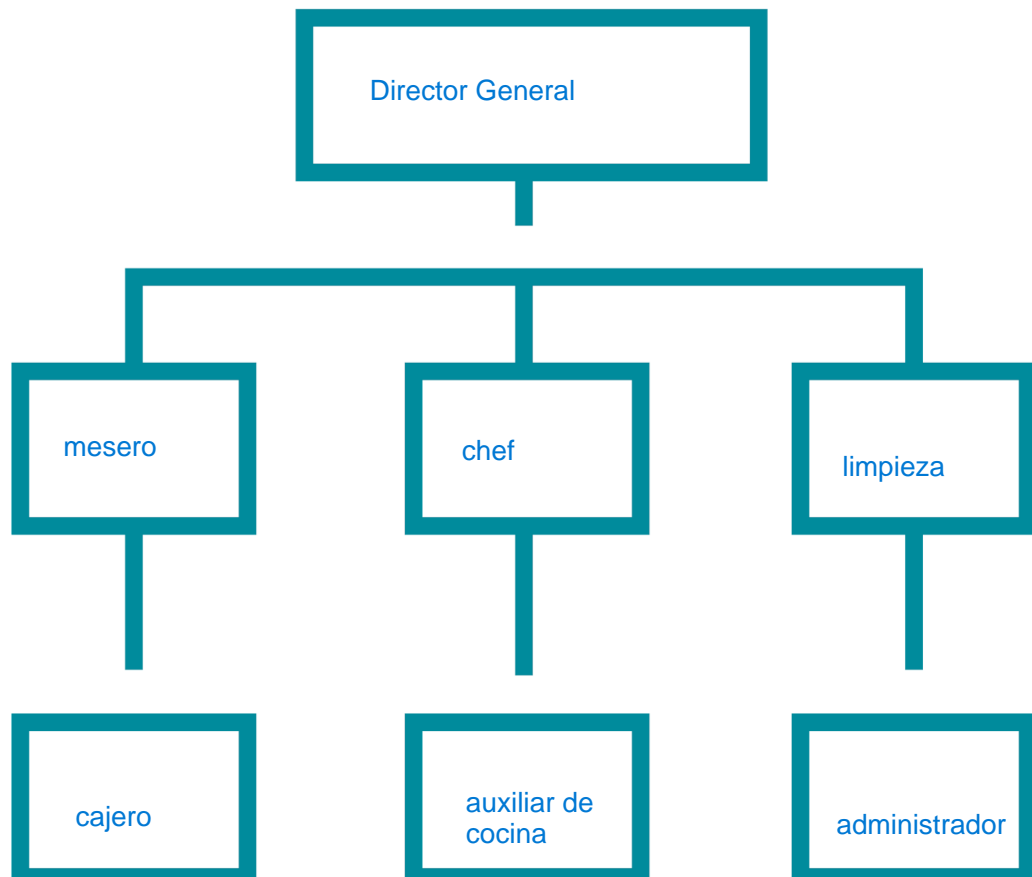 Director General
mesero
chef
limpieza
cajero
auxiliar de
cocina
administrador